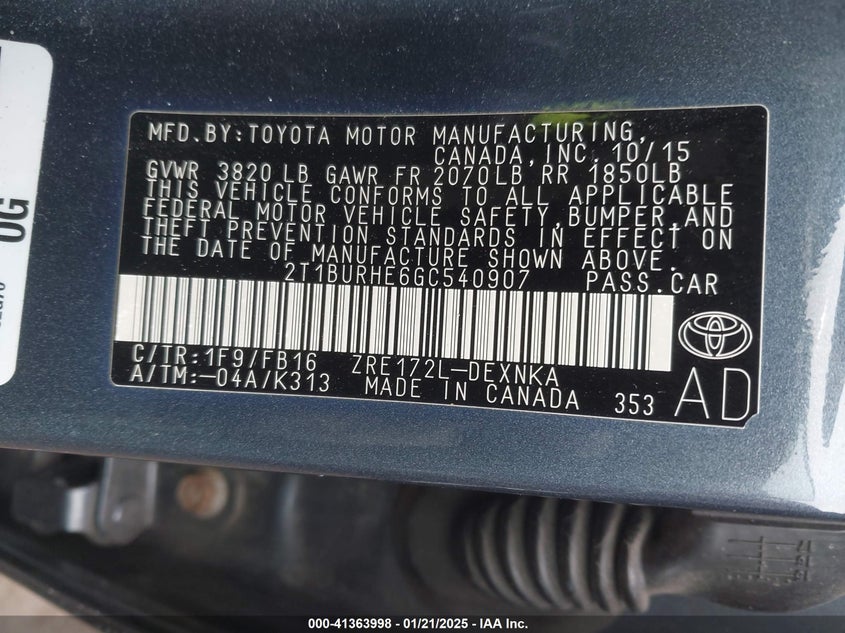 MFD.BY:TOYOTA MOTOR MANUFACTURING,
CANADA,INC. 10/15
GVWR 3820 LB GAWR FR 2070LB RR 1850LB
THIS VEHICLE CONFORMS TO ALL APPLICABLE
FEDERAL MOTOR VEHICLE SAFETY,BUMPER,AND
THEFT PREVENTION STANDARDS IN EFFECT ON
THE DATE OF MANUFACTURE SHOWN ABOVE.
2T1BURHE6GC540907 PASS.CAR
C/TR:1F9/FB16 ZRE172L-DEXNKA
A/TM:-04A/K313 MADE IN CANADA 353
AD
OG
000-41363998 - 01/21/2025 - IAA Inc.